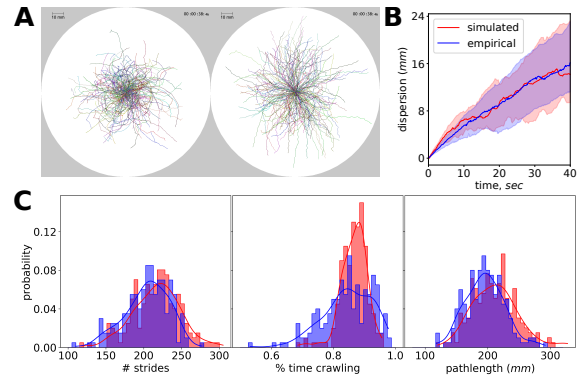 A
10 mm
00:00:38
10 mm
00:00:38
B
24
16
8
0
dispersion (mm)
simulated
empirical
0 10 20 30 40
time, sec
C
probability
0.12
0.08
0.04
0.00
100 150 200 250 300
# strides
0.6 0.8 1.0
% time crawling
100 200 300
pathlength (mm)